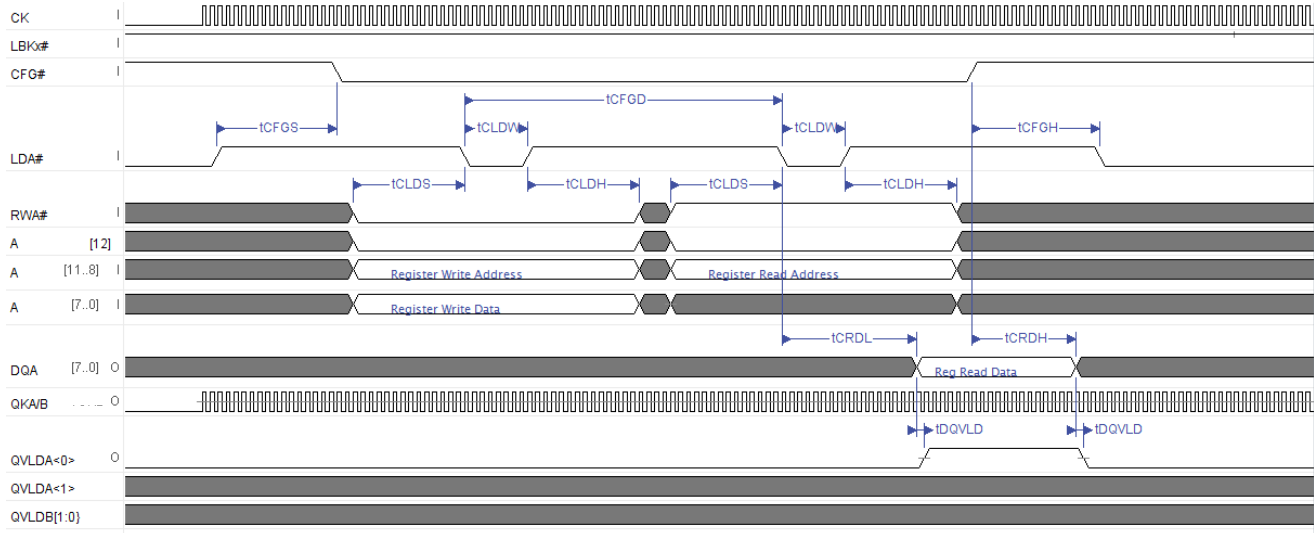 CK I
LBKx# I
CFG# I
tCFGD
tCFGS tCLDW tCLDW tCFGH
LDA# I
tCLDS tCLDH tCLDS tCLDH
RWA# I
A [12]
A [11..8] I Register Write Address Register Read Address
A [7..0] I Register Write Data
tCRDL tCRDH
DQA [7..0] O Reg Read Data
QKA/B O
tDQVLD tDQVLD
QVLDA<0> O
QVLDA<1>
QVLDB[1:0}